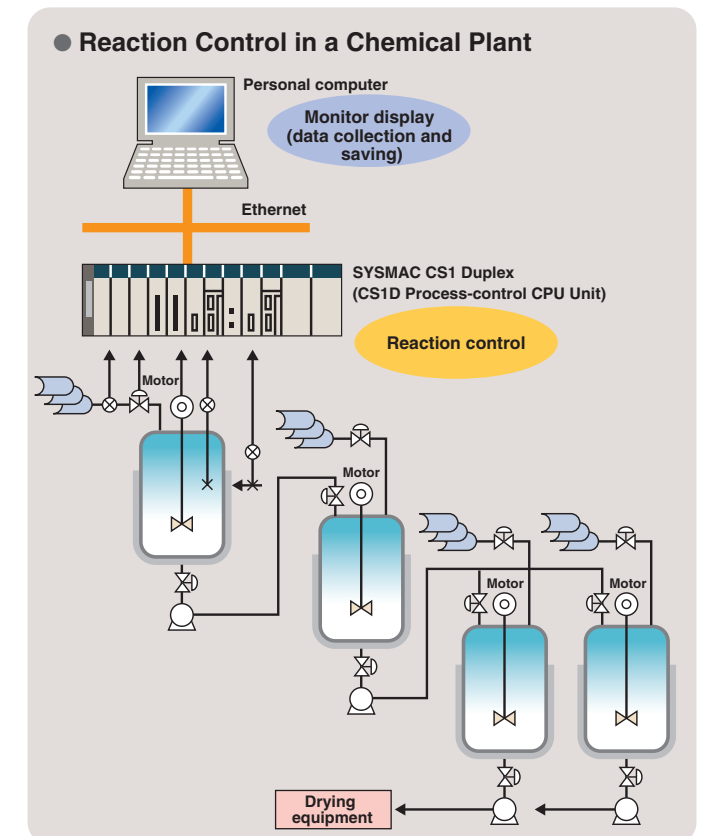 ● Reaction Control in a Chemical Plant
Personal computer
Monitor display
(data collection and
saving)
Ethernet
SYSMAC CS1 Duplex
(CS1D Process-control CPU Unit)
Reaction control
Motor
Motor
Motor
Motor
Drying
equipment